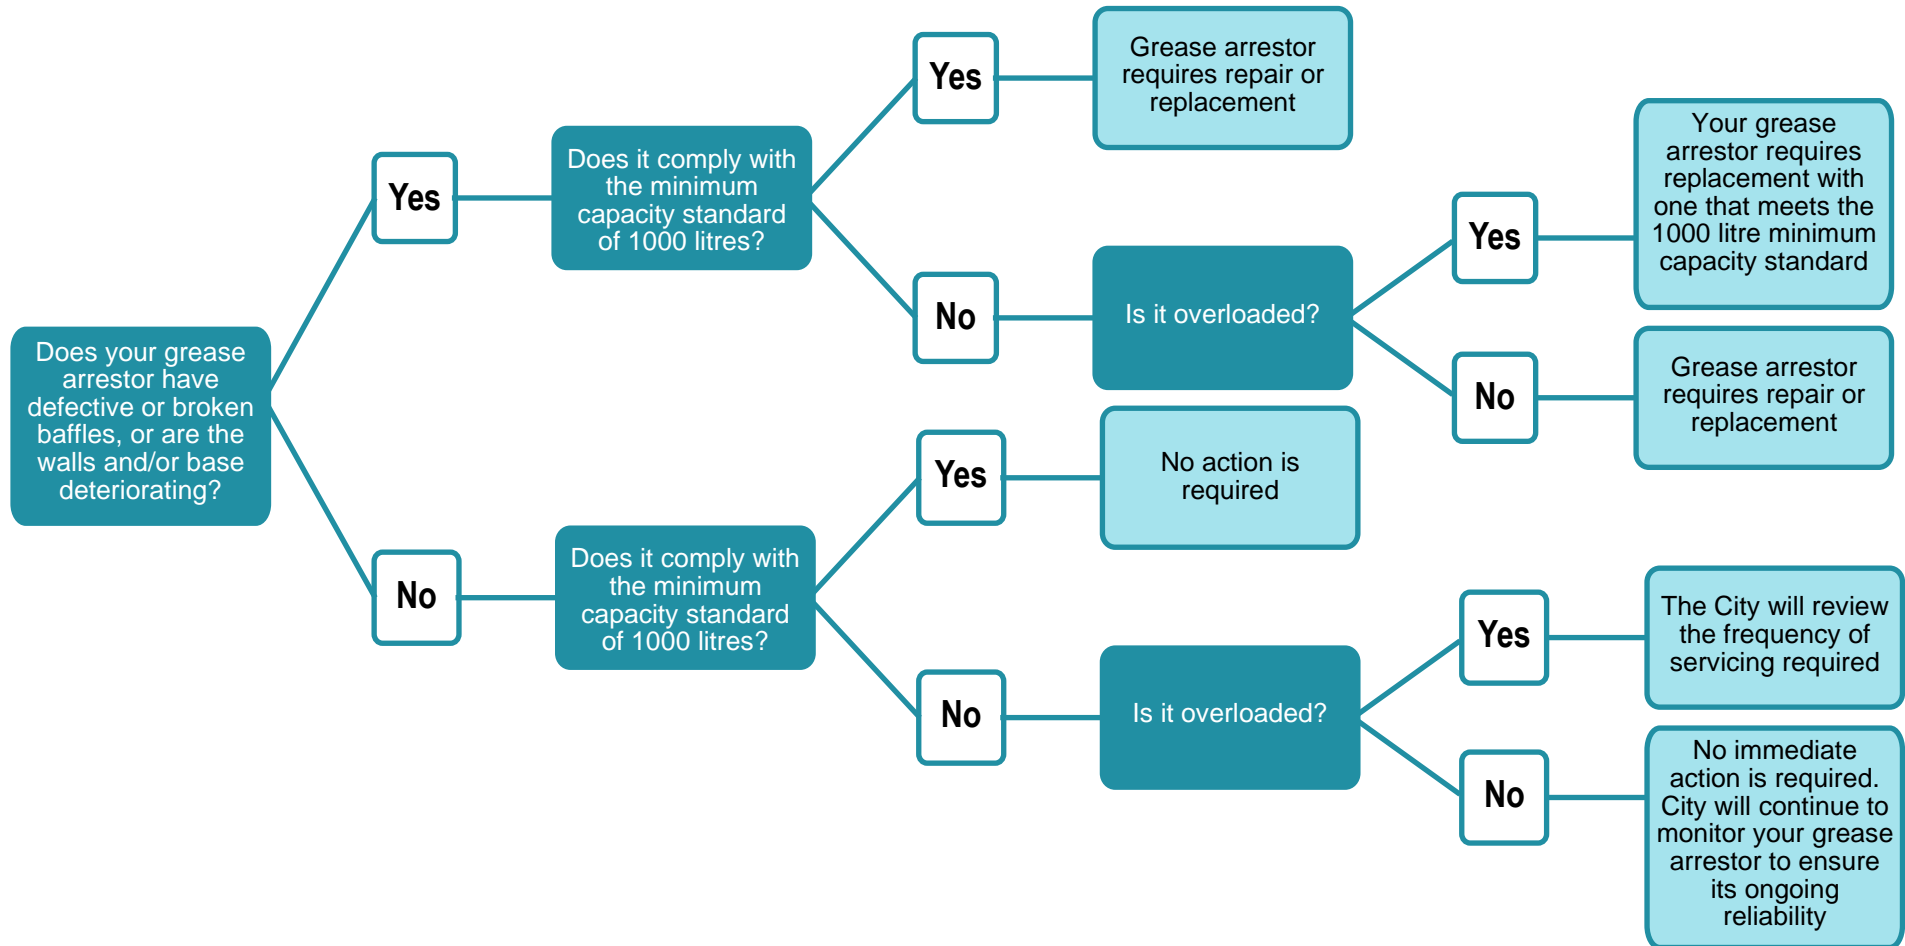 Does your grease
arrestor have
defective or broken
baffles, or are the
walls and/or base
deteriorating?
Yes
Does it comply with
the minimum
capacity standard
of 1000 litres?
Yes
Grease arrestor
requires repair or
replacement
No
Is it overloaded?
Yes
Your grease
arrestor requires
replacement with
one that meets the
1000 litre minimum
capacity standard
No
Grease arrestor
requires repair or
replacement
No
Does it comply with
the minimum
capacity standard
of 1000 litres?
Yes
No action is
required
No
Is it overloaded?
Yes
The City will review
the frequency of
servicing required
No
No immediate
action is required.
City will continue to
monitor your grease
arrestor to ensure
its ongoing
reliability